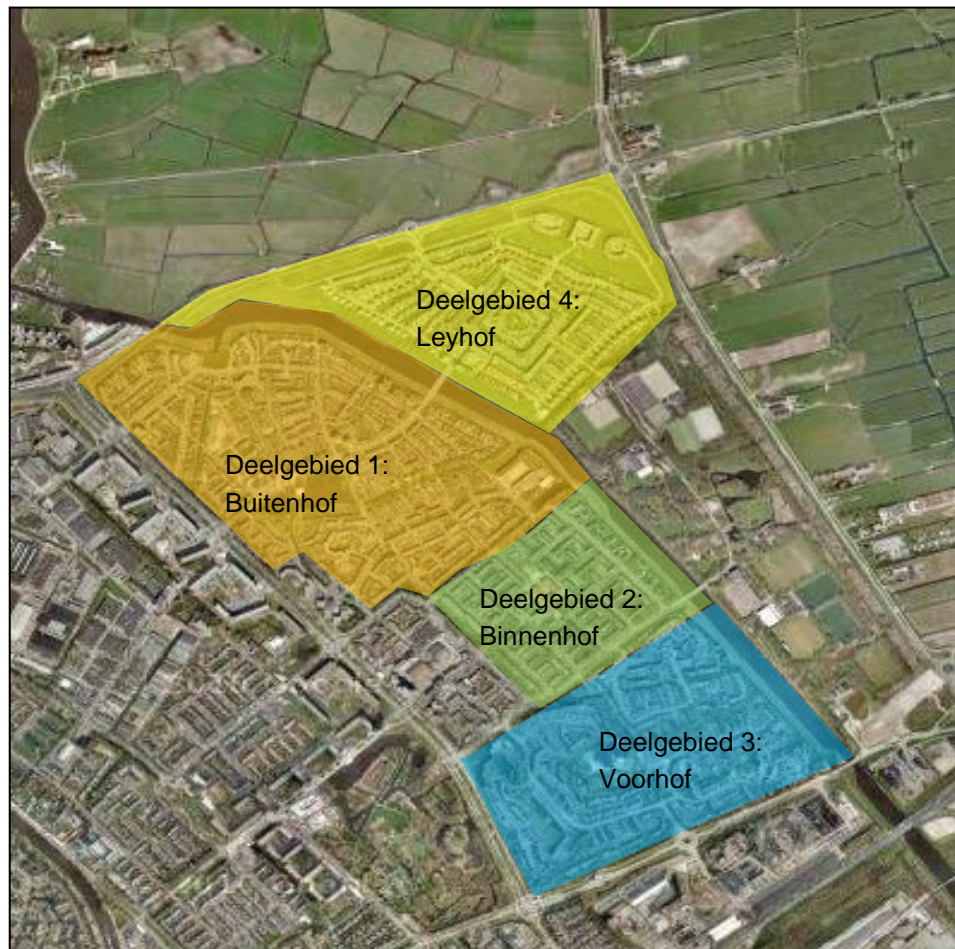 Deelgebied 4:
Leyhof
Deelgebied 1:
Buitenhof
Deelgebied 2:
Binnenhof
Deelgebied 3:
Voorhof